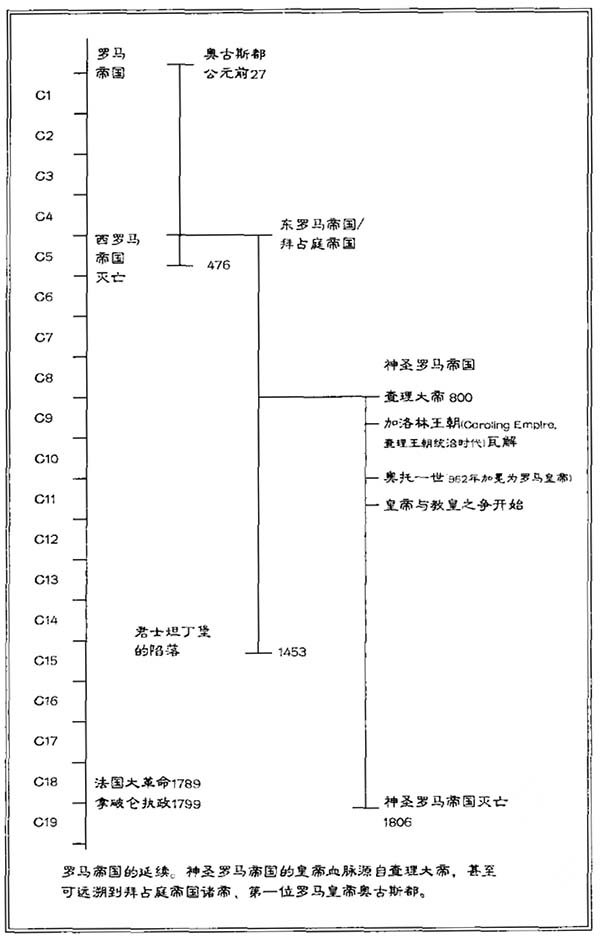 罗马
帝国
奥古斯都
公元前27
C1
C2
C3
C4
东罗马帝国/
拜占庭帝国
西罗马
帝国
灭亡
C5
476
C6
C7
神圣罗马帝国
C8
查理大帝 800
C9
加洛林王朝(Caroling Empire,
查理王朝统治时代)瓦解
C10
奥托一世(962年加冕为罗马皇帝)
C11
皇帝与教皇之争开始
C12
C13
C14
君士坦丁堡
的陷落
1453
C15
C16
C17
C18
法国大革命1789
拿破仑执政1799
神圣罗马帝国灭亡
1806
C19
罗马帝国的延续。神圣罗马帝国的皇帝血脉源自查理大帝，甚至
可远溯到拜占庭帝国诸帝、第一位罗马皇帝奥古斯都。